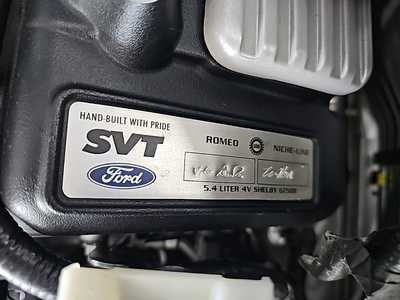 HAND-BUILT WITH PRIDE
SVT
ROMEO
NICHE-LINE
Ford
5.4 LITER 4V SHELBY GT500